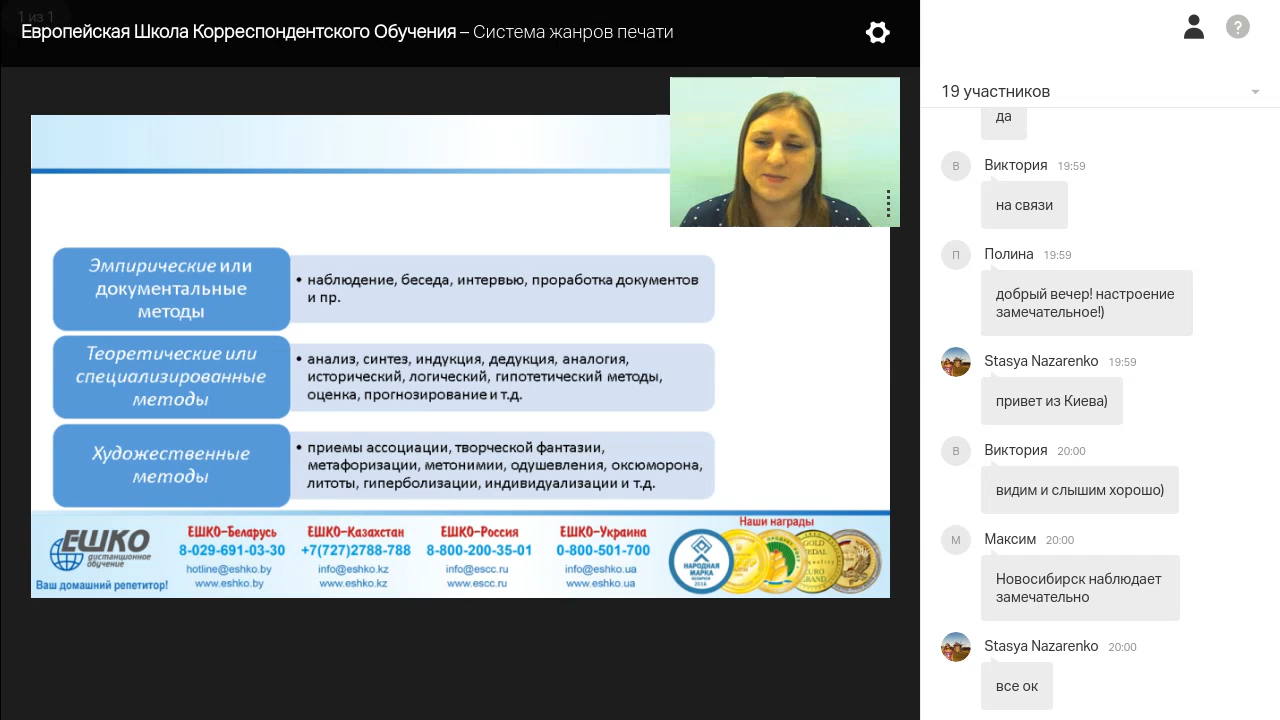 1 из 1
Европейская Школа Корреспондентского Обучения – Система жанров печати
Эмпирические или
документальные
методы
• наблюдение, беседа, интервью, проработка документов
и пр.
Теоретические или
специализированные
методы
• анализ, синтез, индукция, дедукция, аналогия,
исторический, логический, гипотетический методы,
оценка, прогнозирование и т.д.
Художественные
методы
• приемы ассоциации, творческой фантазии,
метафоризации, метонимии, одушевления, оксюморона,
литоты, гиперболизации, индивидуализации и т.д.
ЕШКО
дистанционное
обучение
Ваш домашний репетитор!
ЕШКО-Беларусь
8-029-691-03-30
hotline@eshko.by
www.eshko.by
ЕШКО-Казахстан
+7(727)2788-788
info@eshko.kz
www.eshko.kz
ЕШКО-Россия
8-800-200-35-01
info@escc.ru
www.escc.ru
ЕШКО-Украина
0-800-501-700
info@eshko.ua
www.eshko.ua
Наши награды
НАРОДНАЯ
МАРКА
2016
GOLD
MEDAL
EURO
GRAND
?
19 участников
да
В
Виктория 19:59
на связи
П
Полина 19:59
добрый вечер! настроение
замечательное!)
Stasya Nazarenko 19:59
привет из Киева)
В
Виктория 20:00
видим и слышим хорошо)
М
Максим 20:00
Новосибирск наблюдает
замечательно
Stasya Nazarenko 20:00
все ок